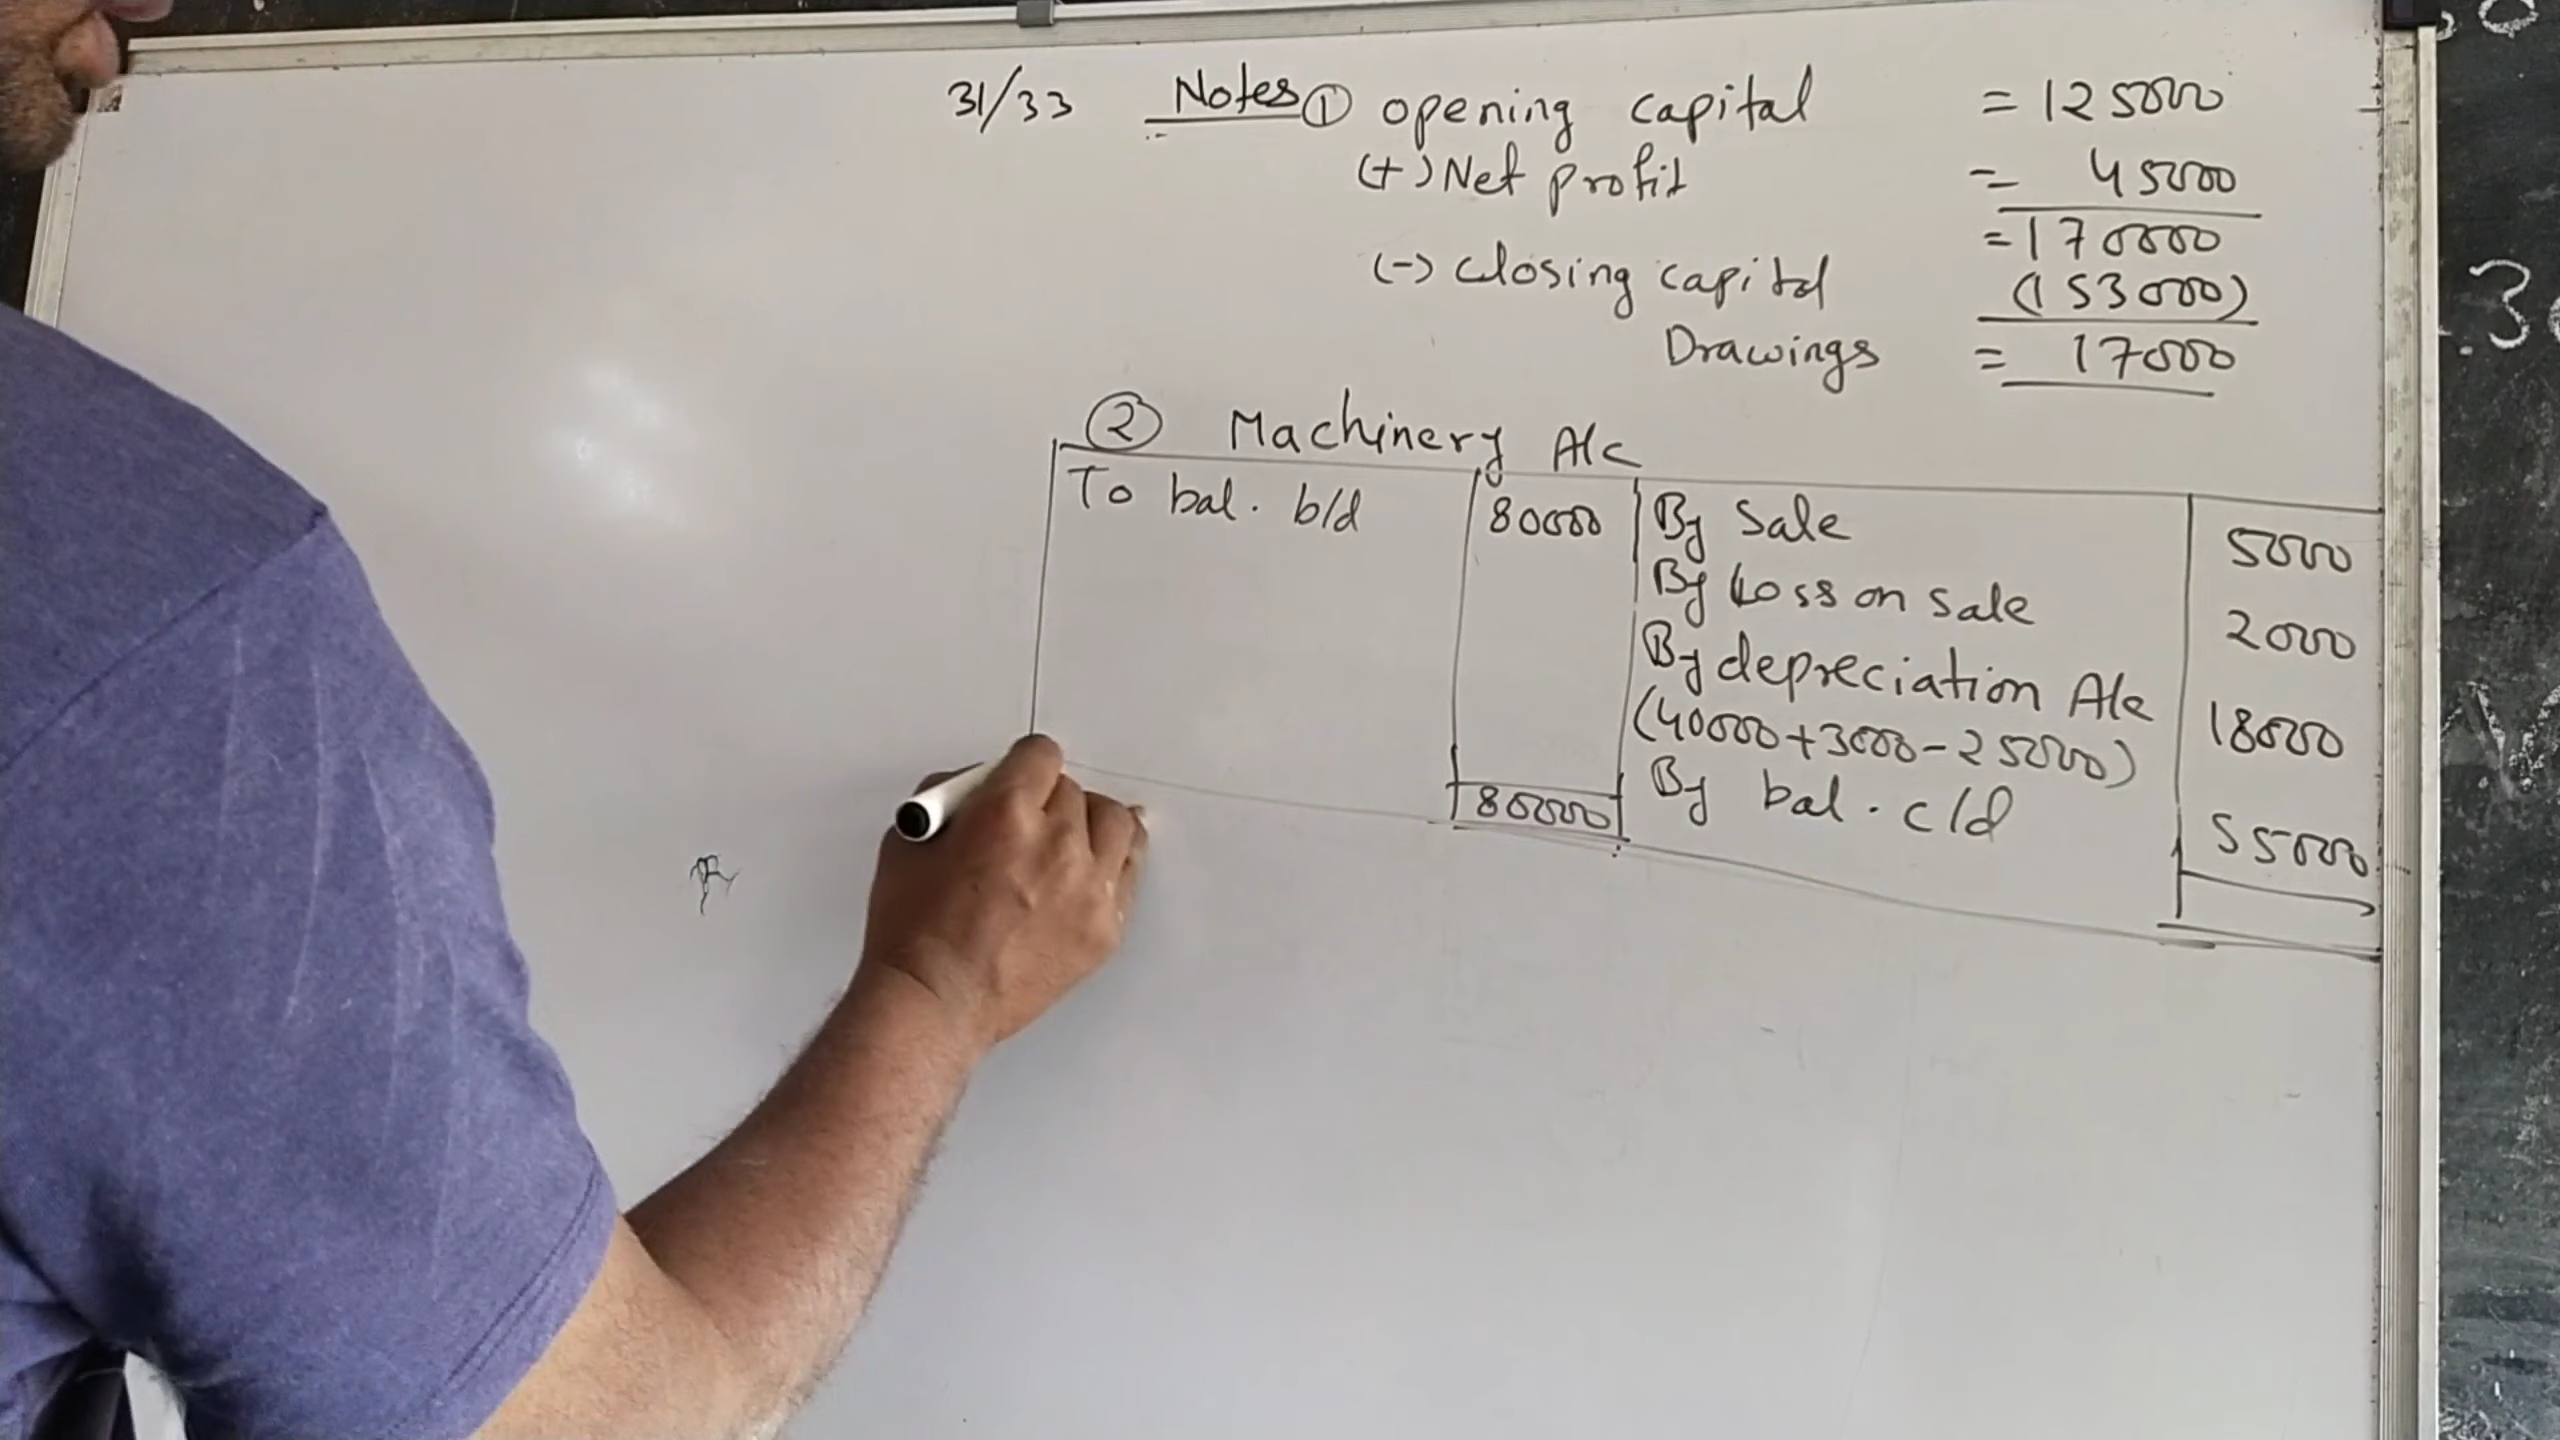 31/33 Notes ① opening capital = 125000
(+) Net profit = 45000
= 170000
(-) closing capital (153000)
Drawings = 17000
② Machinery A/c
To bal. b/d 80000 By Sale 5000
By Loss on sale 2000
By depreciation A/c 18000
(40000+3000-25000)
80000 By bal. c/d 55000